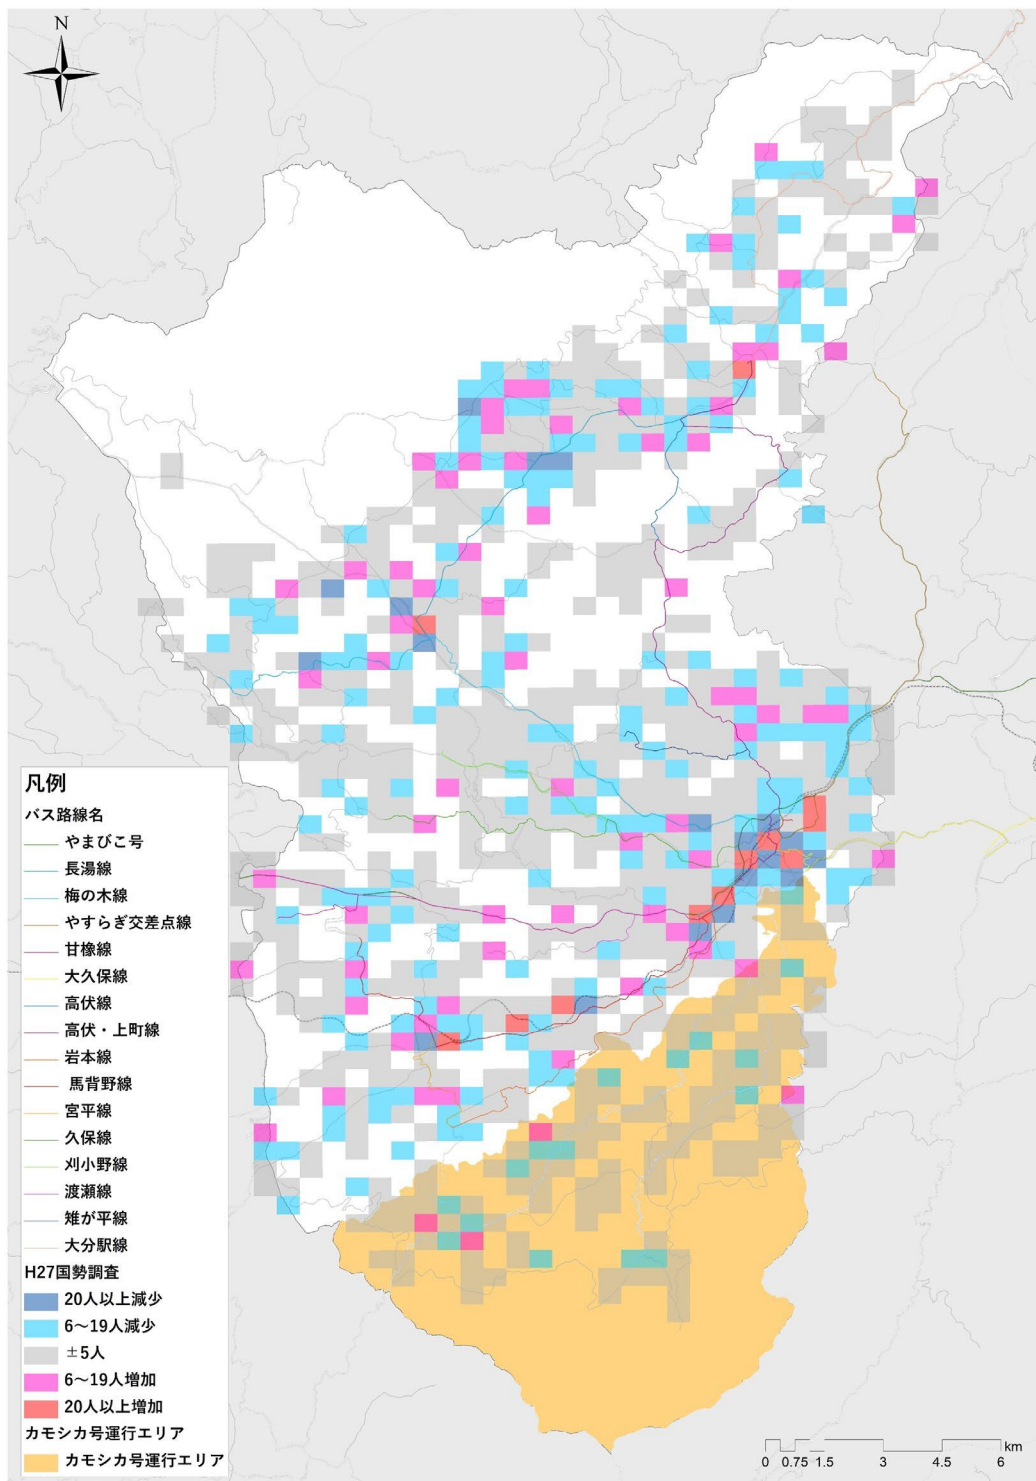 N
凡例
バス路線名
やまびこ号
長湯線
梅の木線
やすらぎ交差点線
甘橡線
大久保線
高伏線
高伏・上町線
岩本線
馬背野線
宮平線
久保線
刈小野線
渡瀬線
雉が平線
大分駅線
H27国勢調査
20人以上減少
6～19人減少
±5人
6～19人増加
20人以上増加
カモシカ号運行エリア
カモシカ号運行エリア
km
0 0.75 1.5 3 4.5 6